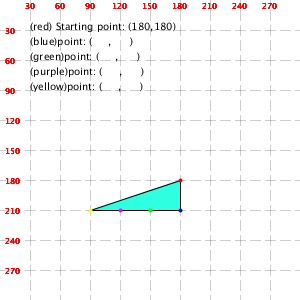 30 60 90 120 150 180 210 240 270
30
(red) Starting point: (180,180)
(blue)point: (    ,     )
(green)point: (    ,     )
60
(purple)point: (     ,     )
(yellow)point: (     ,     )
90
120
150
180
210
240
270